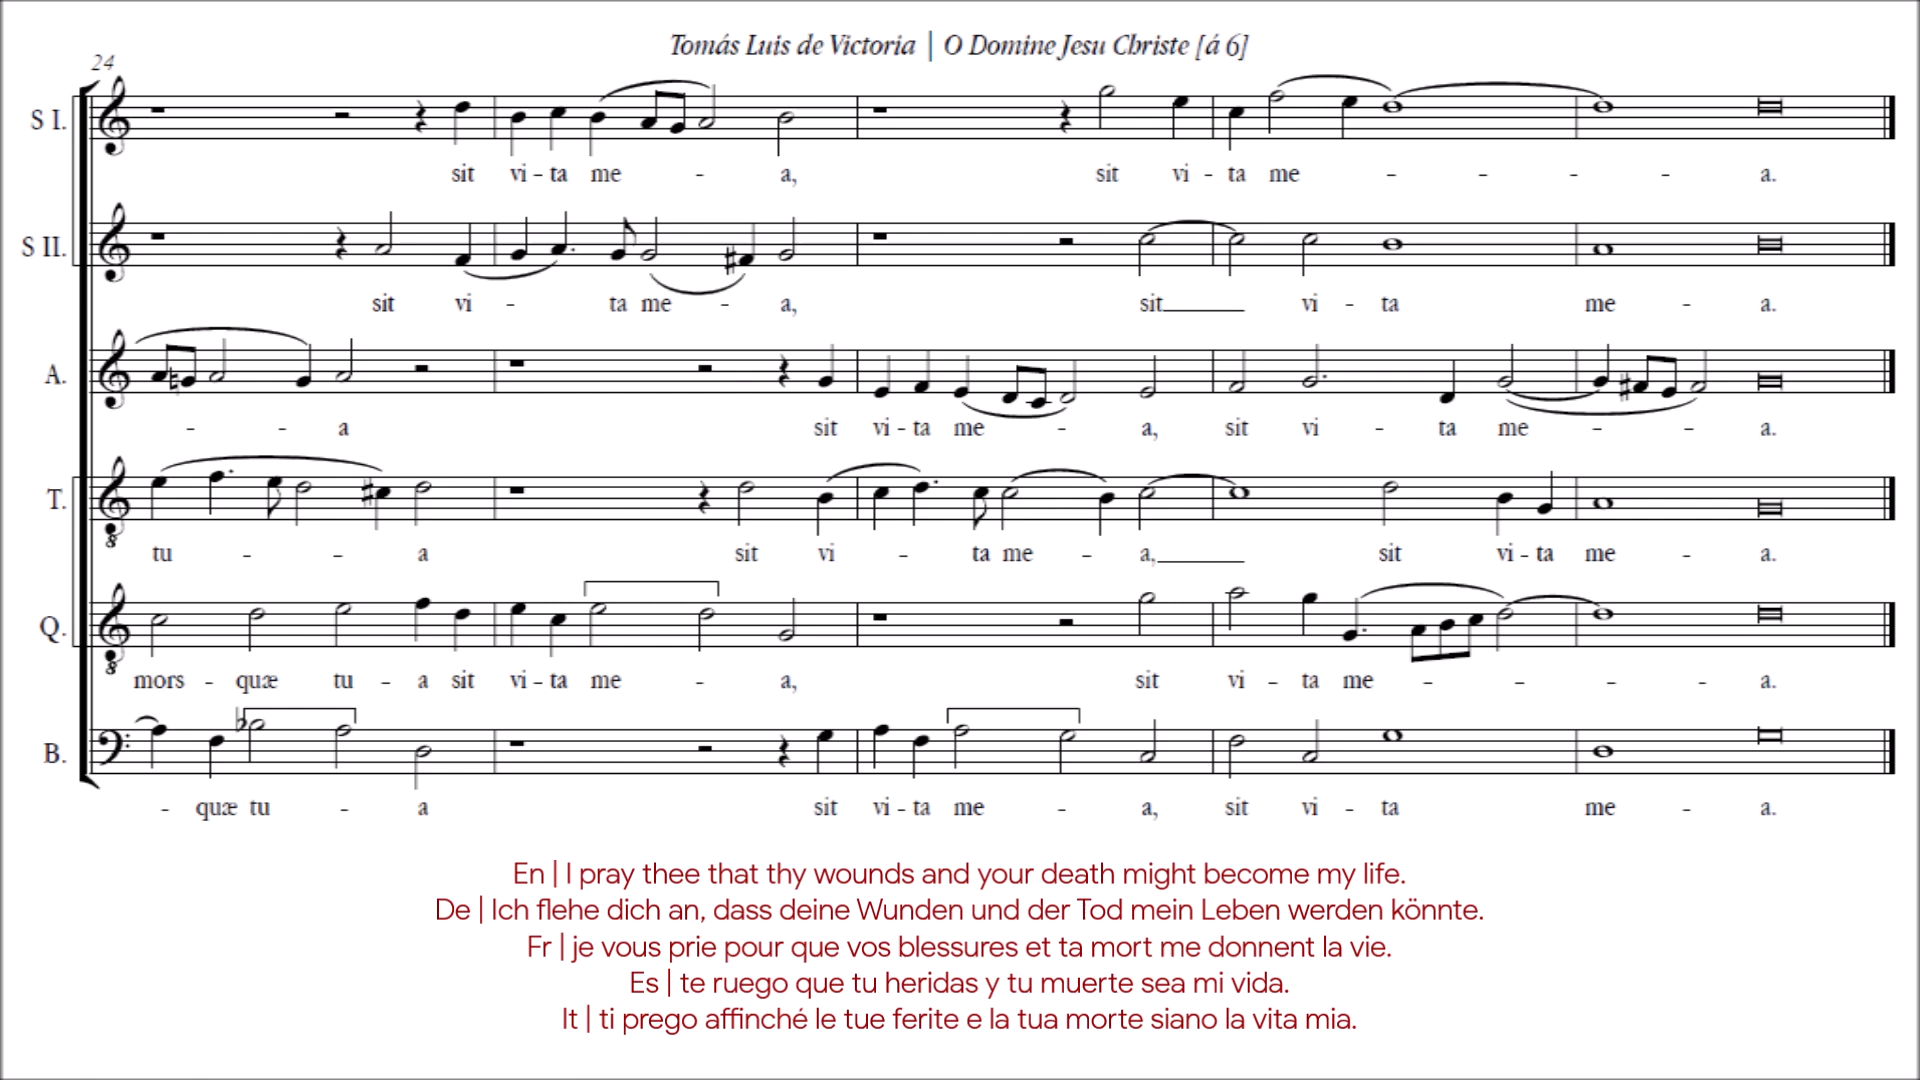 Tomás Luis de Victoria | O Domine Jesu Christe [á 6]
24
S I.
sit vi - ta me - a, sit vi - ta me - - - - a.
S II.
sit vi - ta me - a, sit vi - ta me - a.
A.
- - a sit vi - ta me - a, sit vi - ta me - - a.
T.
tu - - a sit vi - ta me - a, sit vi - ta me - a.
Q.
mors - quæ tu - a sit vi - ta me - a, sit vi - ta me - - - - a.
B.
- quæ tu - a sit vi - ta me - a, sit vi - ta me - a.
En | I pray thee that thy wounds and your death might become my life.
De | Ich flehe dich an, dass deine Wunden und der Tod mein Leben werden könnte.
Fr | je vous prie pour que vos blessures et ta mort me donnent la vie.
Es | te ruego que tu heridas y tu muerte sea mi vida.
It | ti prego affinché le tue ferite e la tua morte siano la vita mia.